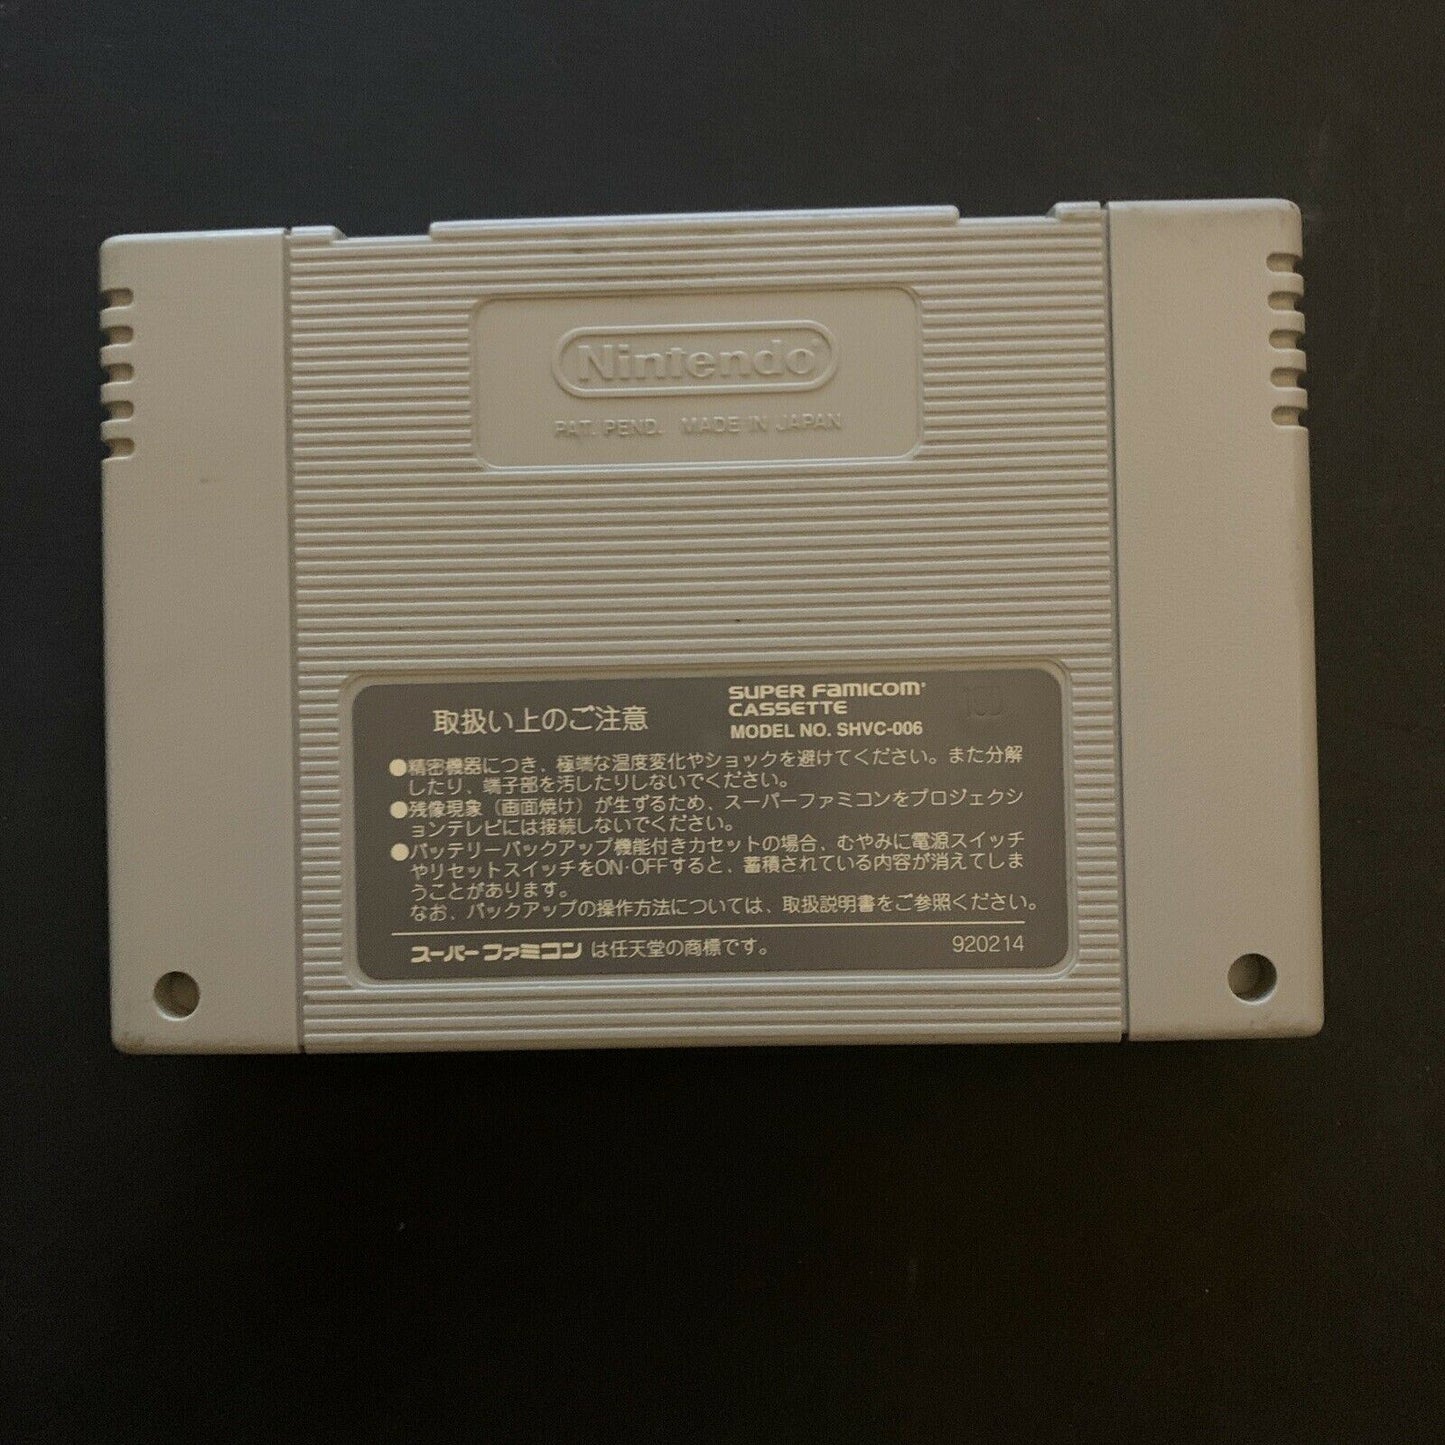 Nintendo®
PAT. PEND. MADE IN JAPAN
取扱い上のご注意
SUPER FAMICOM®
CASSETTE
MODEL NO. SHVC-006
●精密機器につき、極端な温度変化やショックを避けてください。また分解
したり、端子部を汚したりしないでください。
●残像現象（画面焼け）が生ずるため、スーパーファミコンをプロジェクシ
ョンテレビには接続しないでください。
●バッテリーバックアップ機能付きカセットの場合、むやみに電源スイッチ
やリセットスイッチをON·OFFすると、蓄積されている内容が消えてしま
うことがあります。
なお、バックアップの操作方法については、取扱説明書をご参照ください。
スーパーファミコンは任天堂の商標です。 920214